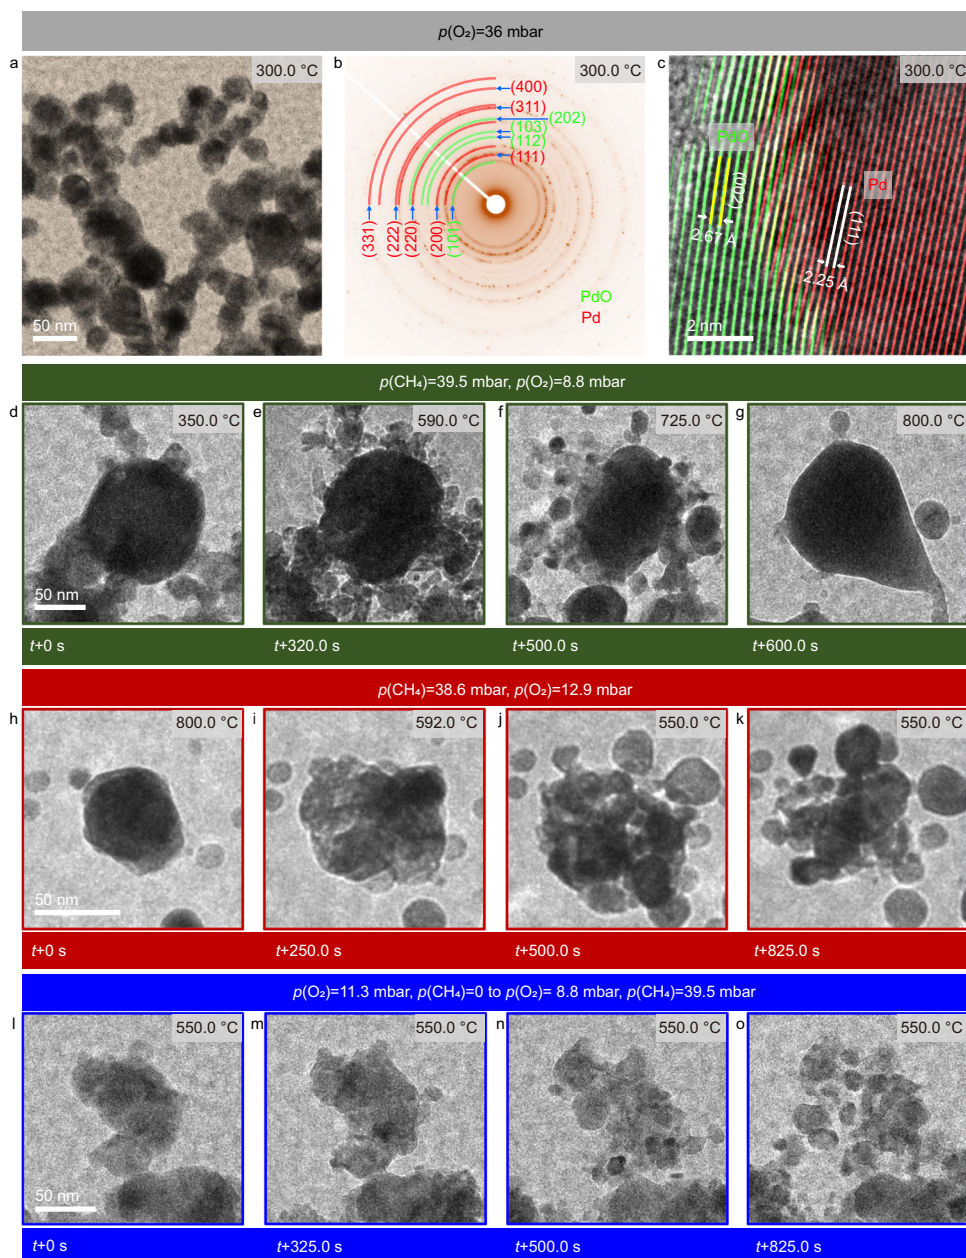 p(O₂)=36 mbar
a
300.0 °C
50 nm
b
300.0 °C
(400)
(311)
(202)
(103)
(112)
(111)
(331)
(222)
(220)
(200)
(101)
PdO
Pd
c
300.0 °C
PdO
(002)
2.67 Å
Pd
(111)
2.25 Å
2 nm
p(CH₄)=39.5 mbar, p(O₂)=8.8 mbar
d
350.0 °C
50 nm
e
590.0 °C
f
725.0 °C
g
800.0 °C
t+0 s
t+320.0 s
t+500.0 s
t+600.0 s
p(CH₄)=38.6 mbar, p(O₂)=12.9 mbar
h
800.0 °C
50 nm
i
592.0 °C
j
550.0 °C
k
550.0 °C
t+0 s
t+250.0 s
t+500.0 s
t+825.0 s
p(O₂)=11.3 mbar, p(CH₄)=0 to p(O₂)= 8.8 mbar, p(CH₄)=39.5 mbar
l
550.0 °C
50 nm
m
550.0 °C
n
550.0 °C
o
550.0 °C
t+0 s
t+325.0 s
t+500.0 s
t+825.0 s